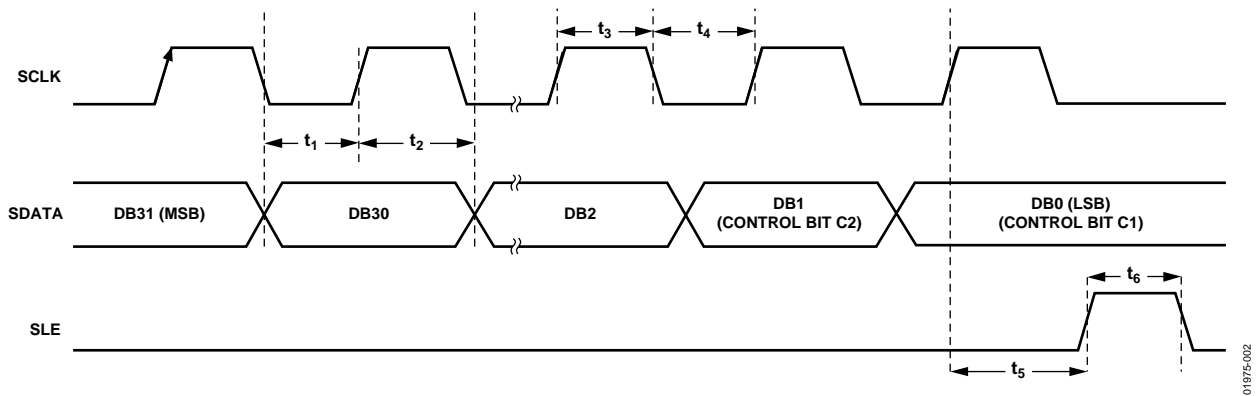 t3
t4
SCLK
t1
t2
SDATA
DB31 (MSB)
DB30
DB2
DB1
(CONTROL BIT C2)
DB0 (LSB)
(CONTROL BIT C1)
t6
SLE
t5
01975-002